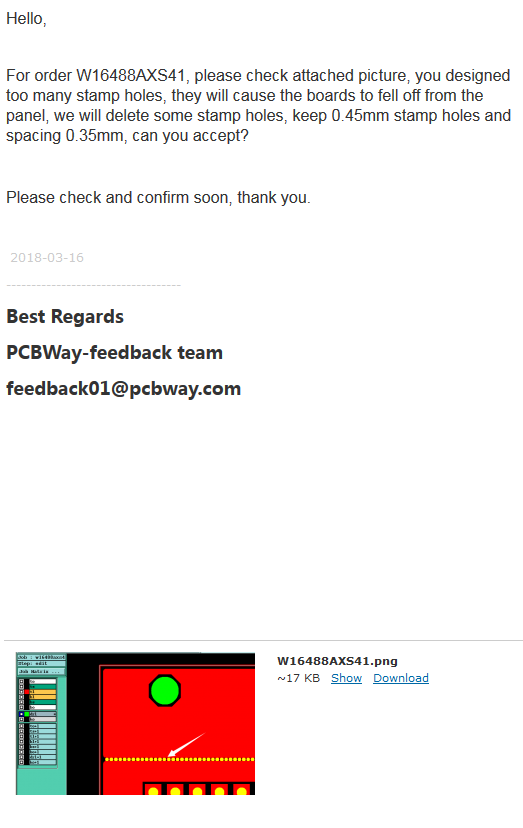 Hello,
For order W16488AXS41, please check attached picture, you designed
too many stamp holes, they will cause the boards to fell off from the
panel, we will delete some stamp holes, keep 0.45mm stamp holes and
spacing 0.35mm, can you accept?
Please check and confirm soon, thank you.
2018-03-16
-----------------------------------
Best Regards
PCBWay-feedback team
feedback01@pcbway.com
W16488AXS41.png
~17 KB Show Download
Job : w16488axs41
Step: edit
Job Matrix ...